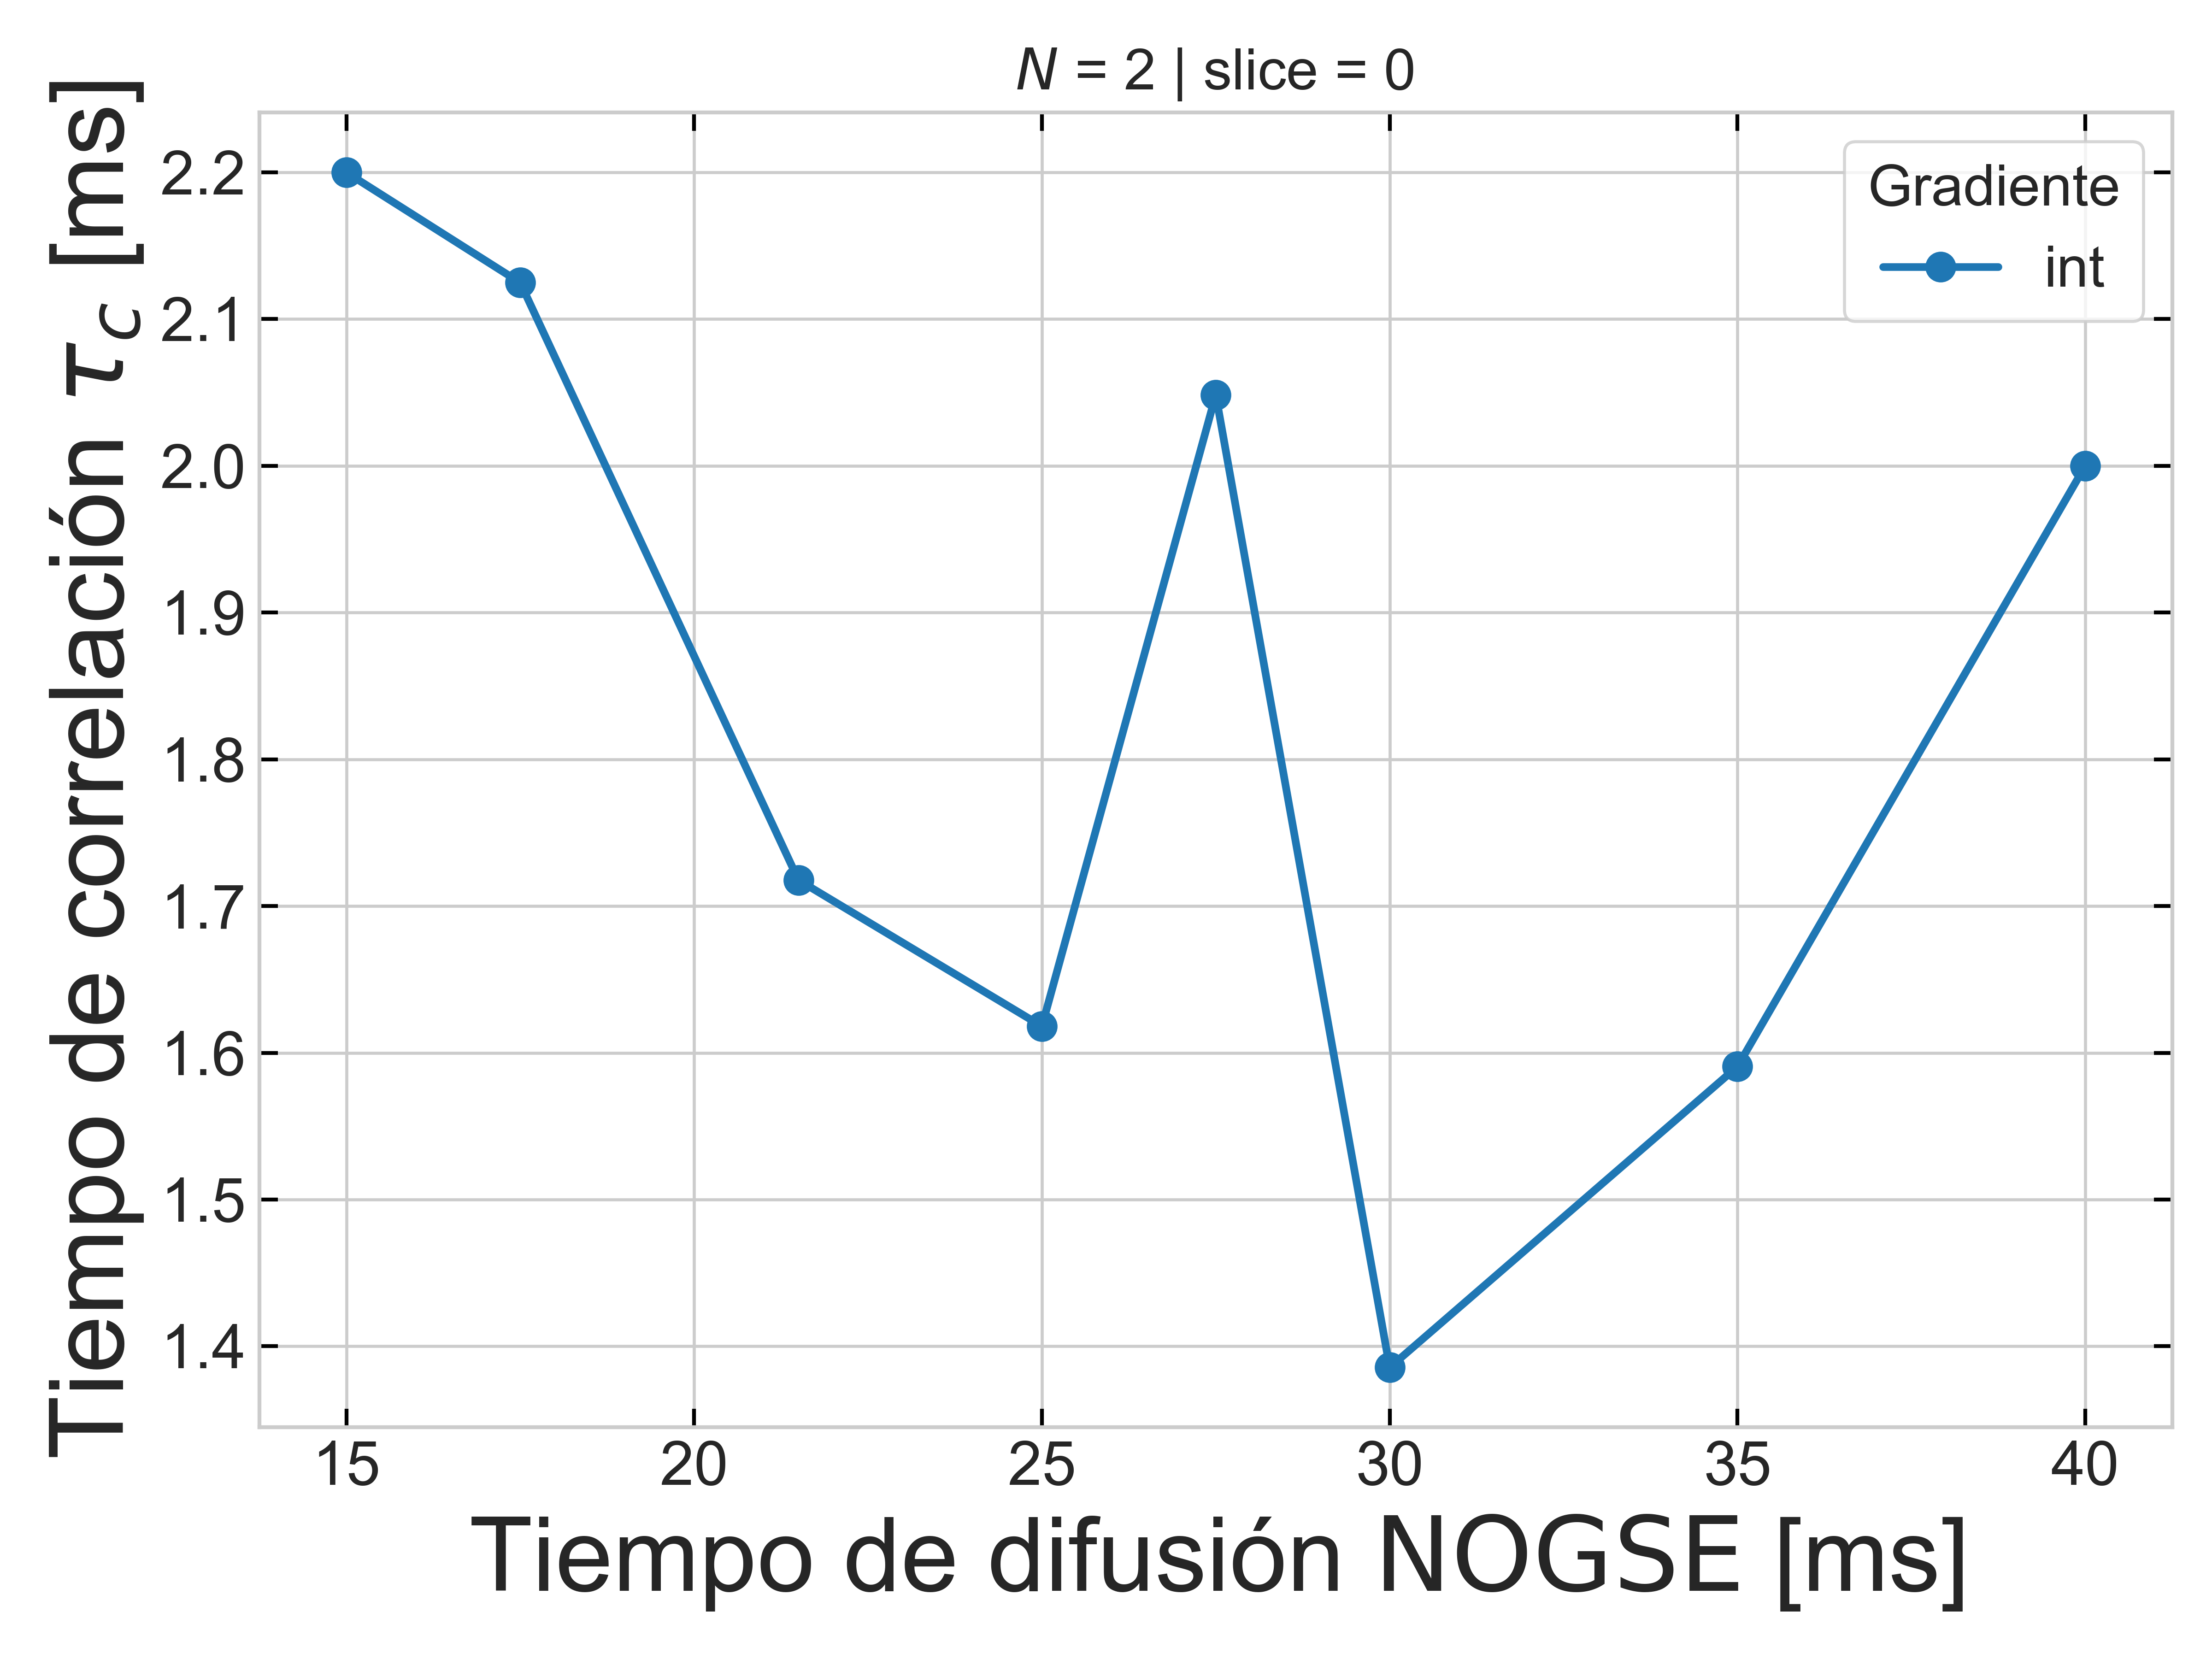 N = 2 | slice = 0
Tiempo de correlación τc [ms]
2.2
2.1
2.0
1.9
1.8
1.7
1.6
1.5
1.4
Gradiente
int
15 20 25 30 35 40
Tiempo de difusión NOGSE [ms]